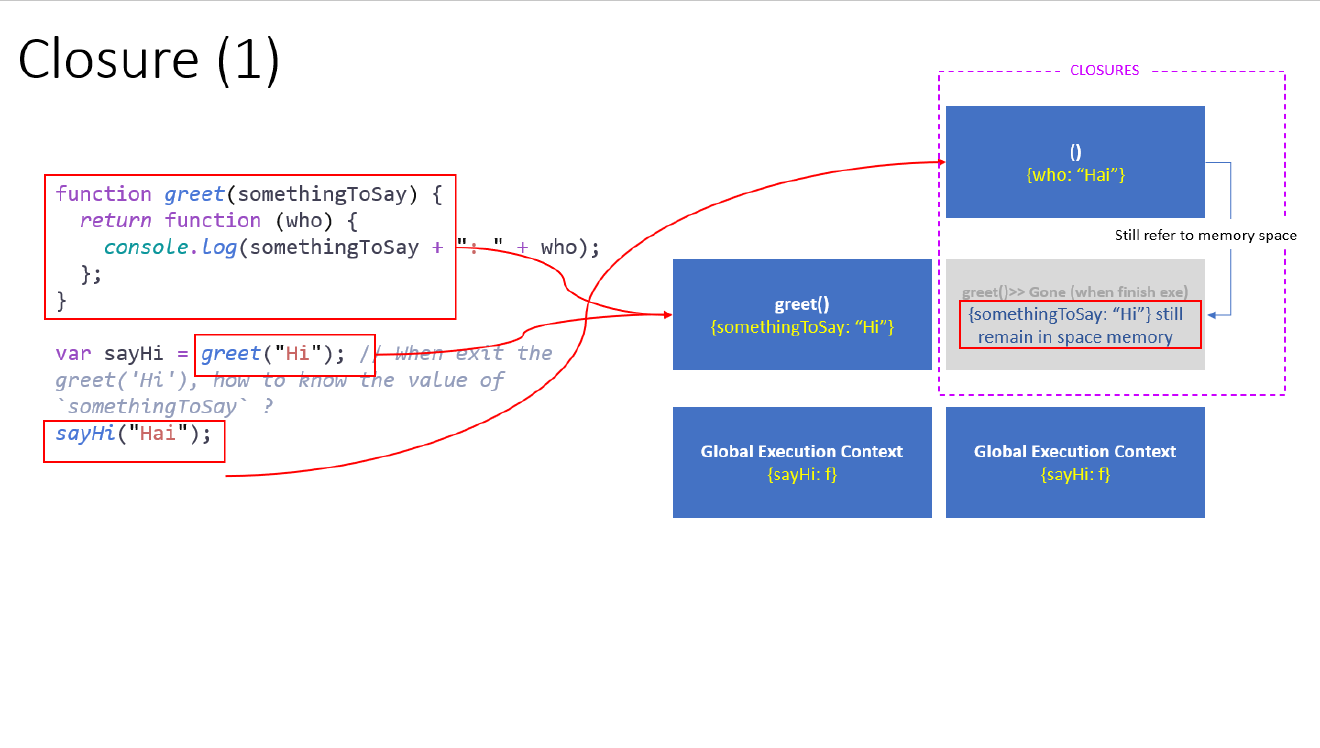 Closure (1)
function greet(somethingToSay) {
return function (who) {
console.log(somethingToSay + ": " + who);
};
}
var sayHi = greet("Hi"); // When exit the
greet('Hi'), how to know the value of
`somethingToSay` ?
sayHi("Hai");
greet()
{somethingToSay: “Hi”}
Global Execution Context
{sayHi: f}
CLOSURES
()
{who: “Hai”}
Still refer to memory space
greet()>> Gone (when finish exe)
{somethingToSay: “Hi”} still
remain in space memory
Global Execution Context
{sayHi: f}